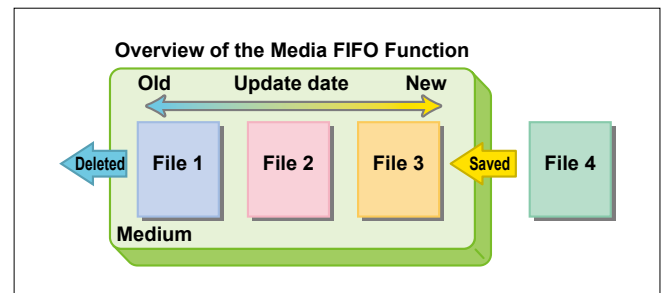 Overview of the Media FIFO Function
Old Update date New
Deleted File 1 File 2 File 3 Saved File 4
Medium